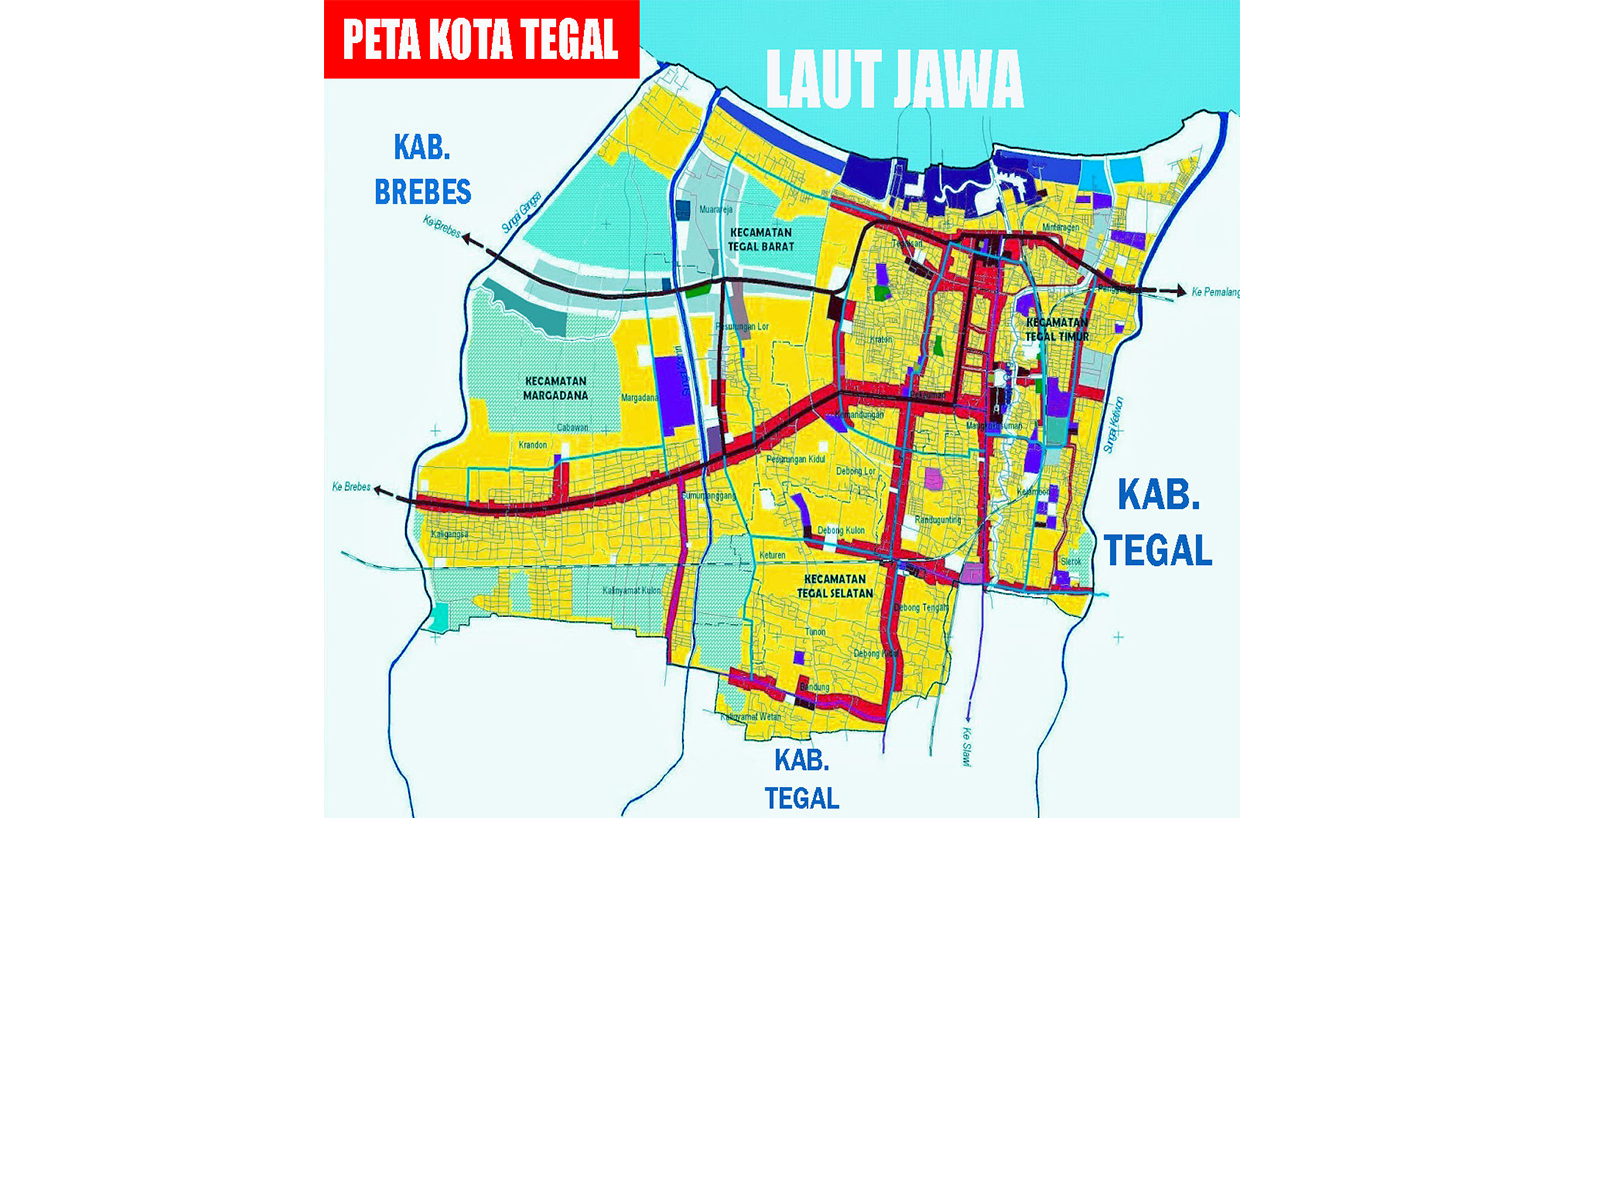 PETA KOTA TEGAL
LAUT JAWA
KAB.
BREBES
Sungai Gangsa
Ke Brebes
Muarareja
KECAMATAN
TEGAL BARAT
Tegalsari
Mintaragen
Ke Pemalang
Panggung
Pesurungan Lor
Kraton
KECAMATAN
TEGAL TIMUR
KECAMATAN
MARGADANA
Margadana
Cabawan
Krandon
Kemandungan
Pekauman
Mangkukusuman
Sungai Ketiwon
Pesurungan Kidul
Debong Lor
Ke Brebes
Sumurpanggang
Kejambon
KAB.
TEGAL
Kaligangsa
Debong Kulon
Randugunting
Keturen
Slerok
KECAMATAN
TEGAL SELATAN
Kalinyamat Kulon
Debong Tengah
Tunon
Debong Kidul
Bandung
Kalinyamat Wetan
Ke Slawi
KAB.
TEGAL